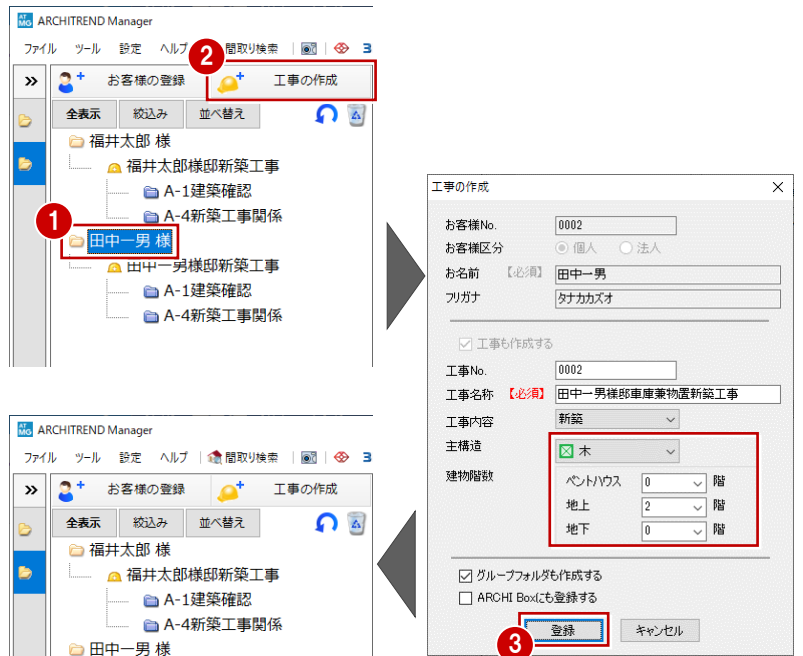 ARCHITREND Manager
ファイル ツール 設定 ヘルプ 間取り検索 3
2
お客様の登録 工事の作成
全表示 絞込み 並べ替え
福井太郎 様
福井太郎様邸新築工事
A-1建築確認
A-4新築工事関係
1
田中一男 様
田中一男様邸新築工事
A-1建築確認
A-4新築工事関係
工事の作成
お客様No. 0002
お客様区分 個人 法人
お名前 【必須】 田中一男
フリガナ タナカカズオ
工事も作成する
工事No. 0002
工事名称 【必須】 田中一男様邸車庫兼物置新築工事
工事内容 新築
主構造 木
建物階数 ペントハウス 0 階
地上 2 階
地下 0 階
グループフォルダも作成する
ARCHI Boxにも登録する
3
登録 キャンセル
ARCHITREND Manager
ファイル ツール 設定 ヘルプ 間取り検索 3
お客様の登録 工事の作成
全表示 絞込み 並べ替え
福井太郎 様
福井太郎様邸新築工事
A-1建築確認
A-4新築工事関係
田中一男 様